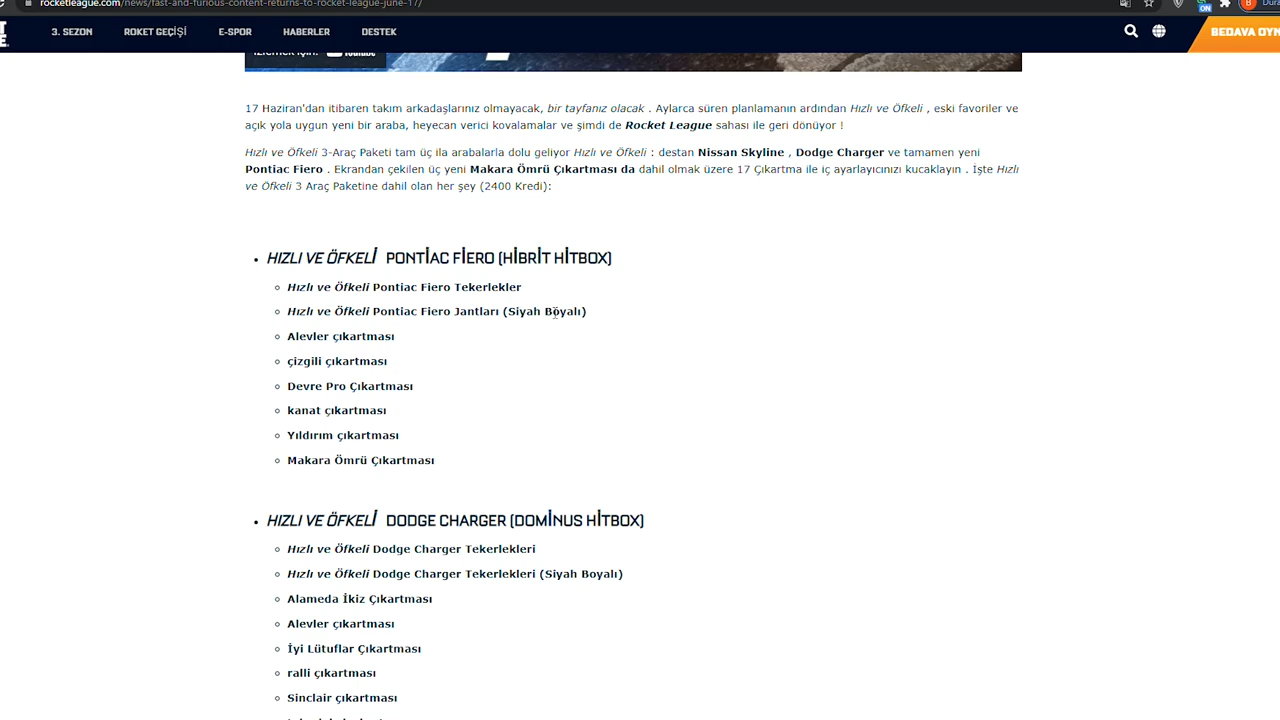 rocketleague.com/news/fast-and-furious-content-returns-to-rocket-league-june-17/
3. SEZON ROKET GEÇİŞİ E-SPOR HABERLER DESTEK
17 Haziran'dan itibaren takım arkadaşlarınız olmayacak, bir tayfanız olacak . Aylarca süren planlamanın ardından Hızlı ve Öfkeli , eski favoriler ve
açık yola uygun yeni bir araba, heyecan verici kovalamalar ve şimdi de Rocket League sahası ile geri dönüyor !
Hızlı ve Öfkeli 3-Araç Paketi tam üç ila arabalarla dolu geliyor Hızlı ve Öfkeli : destan Nissan Skyline , Dodge Charger ve tamamen yeni
Pontiac Fiero . Ekrandan çekilen üç yeni Makara Ömrü Çıkartması da dahil olmak üzere 17 Çıkartma ile iç ayarlayıcınızı kucaklayın . İşte Hızlı
ve Öfkeli 3 Araç Paketine dahil olan her şey (2400 Kredi):
• HIZLI VE ÖFKELİ PONTİAC FİERO (HİBRİT HİTBOX)
Hızlı ve Öfkeli Pontiac Fiero Tekerlekler
Hızlı ve Öfkeli Pontiac Fiero Jantları (Siyah Boyalı)
Alevler çıkartması
çizgili çıkartması
Devre Pro Çıkartması
kanat çıkartması
Yıldırım çıkartması
Makara Ömrü Çıkartması
• HIZLI VE ÖFKELİ DODGE CHARGER (DOMİNUS HİTBOX)
Hızlı ve Öfkeli Dodge Charger Tekerlekleri
Hızlı ve Öfkeli Dodge Charger Tekerlekleri (Siyah Boyalı)
Alameda İkiz Çıkartması
Alevler çıkartması
İyi Lütuflar Çıkartması
ralli çıkartması
Sinclair çıkartması